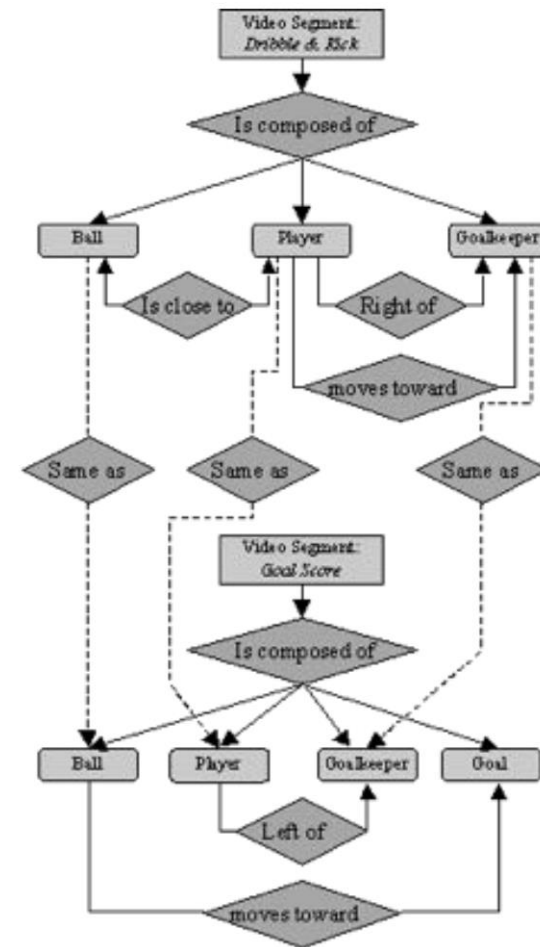 Video Segment:
Dribble & Kick
Is composed of
Ball
Player
Goalkeeper
Is close to
Right of
moves toward
Same as
Same as
Same as
Video Segment:
Goal Score
Is composed of
Ball
Player
Goalkeeper
Goal
Left of
moves toward